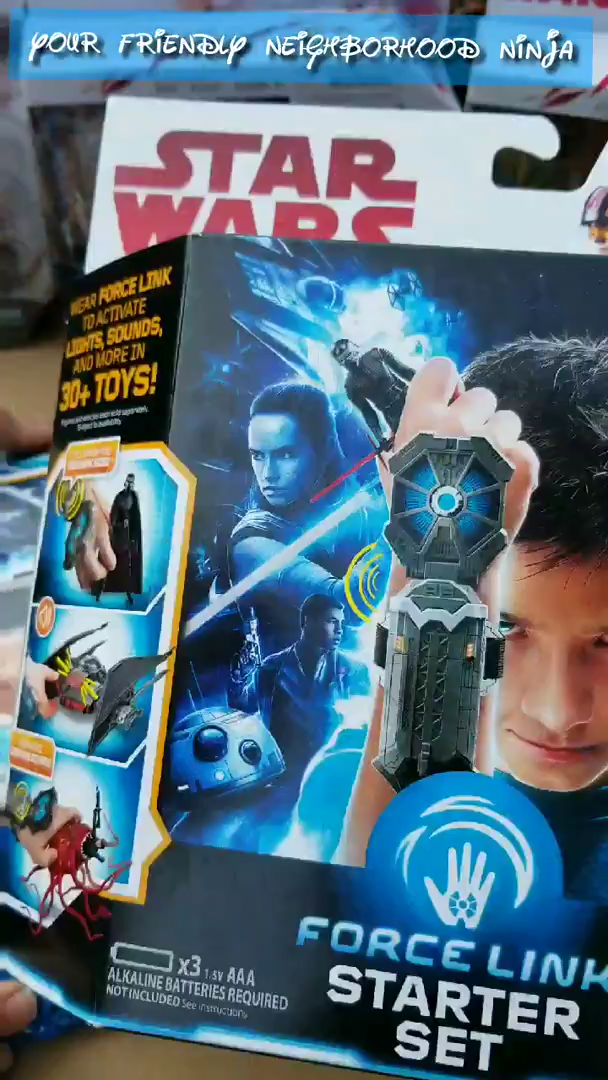 YOUR FRIENDLY NEIGHBORHOOD NINJA
STAR
WARS
WEAR FORCE LINK
TO ACTIVATE
LIGHTS, SOUNDS,
AND MORE IN
30+ TOYS!
x3 1.5V AAA
ALKALINE BATTERIES REQUIRED
NOT INCLUDED See instructions
FORCE LINK
STARTER
SET